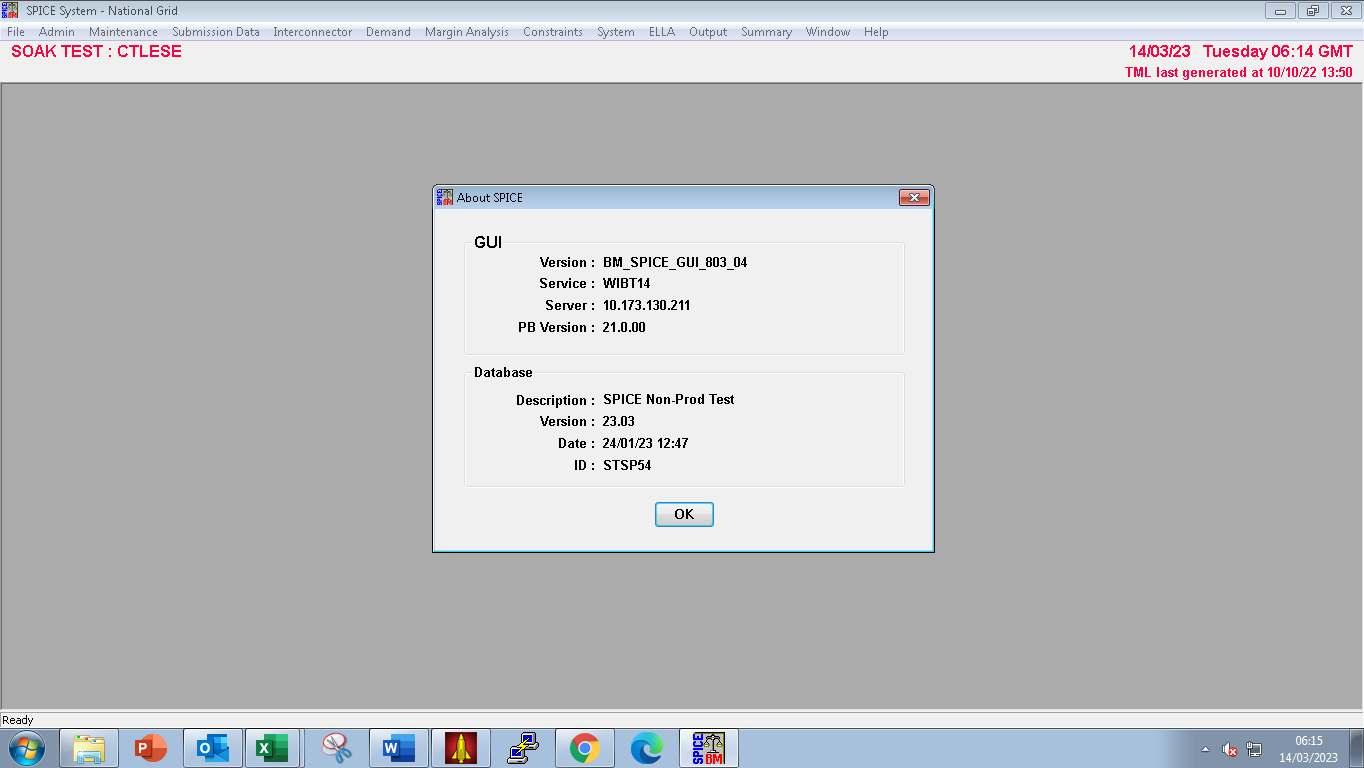 SPICE System - National Grid
File Admin Maintenance Submission Data Interconnector Demand Margin Analysis Constraints System ELLA Output Summary Window Help
SOAK TEST : CTLESE
14/03/23 Tuesday 06:14 GMT
TML last generated at 10/10/22 13:50
About SPICE
GUI
Version : BM_SPICE_GUI_803_04
Service : WIBT14
Server : 10.173.130.211
PB Version : 21.0.00
Database
Description : SPICE Non-Prod Test
Version : 23.03
Date : 24/01/23 12:47
ID : STSP54
OK
Ready
SPICE
BM
06:15
14/03/2023